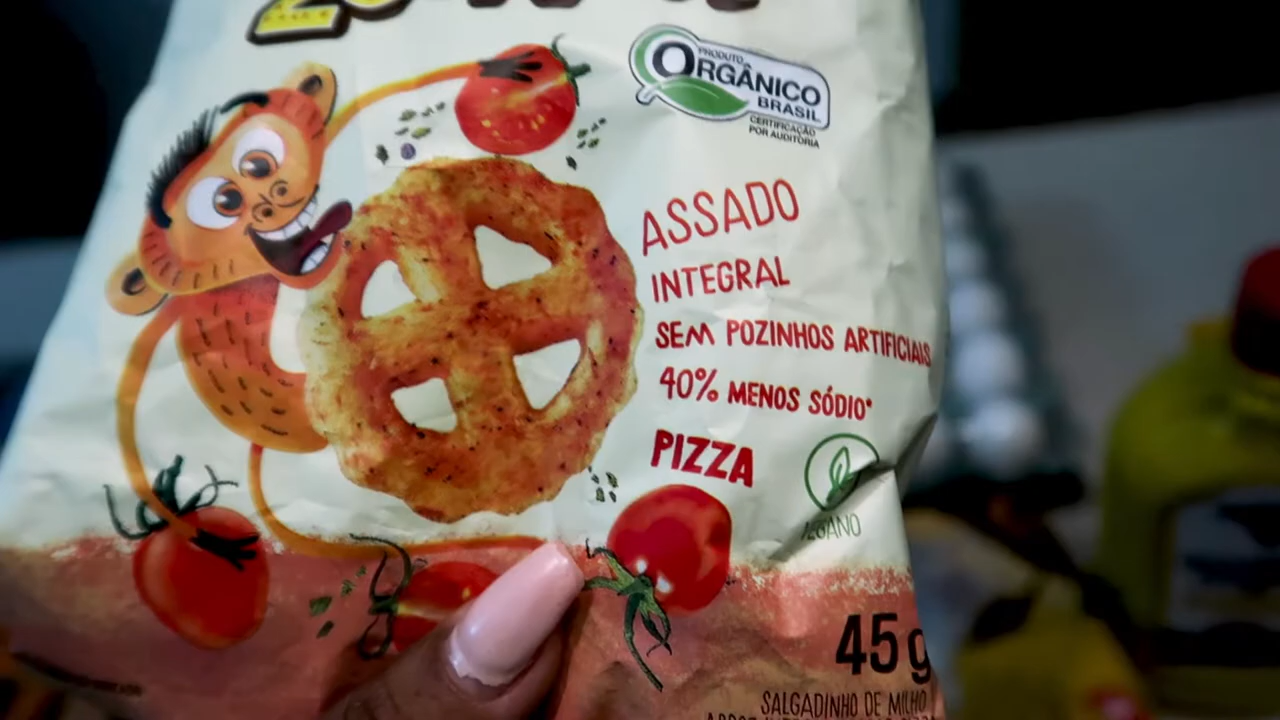 PRODUTO
ORGÂNICO
BRASIL
CERTIFICAÇÃO
POR AUDITORIA
ASSADO
INTEGRAL
SEM POZINHOS ARTIFICIAIS
40% MENOS SÓDIO*
PIZZA
VEGANO
45g
SALGADINHO DE MILHO